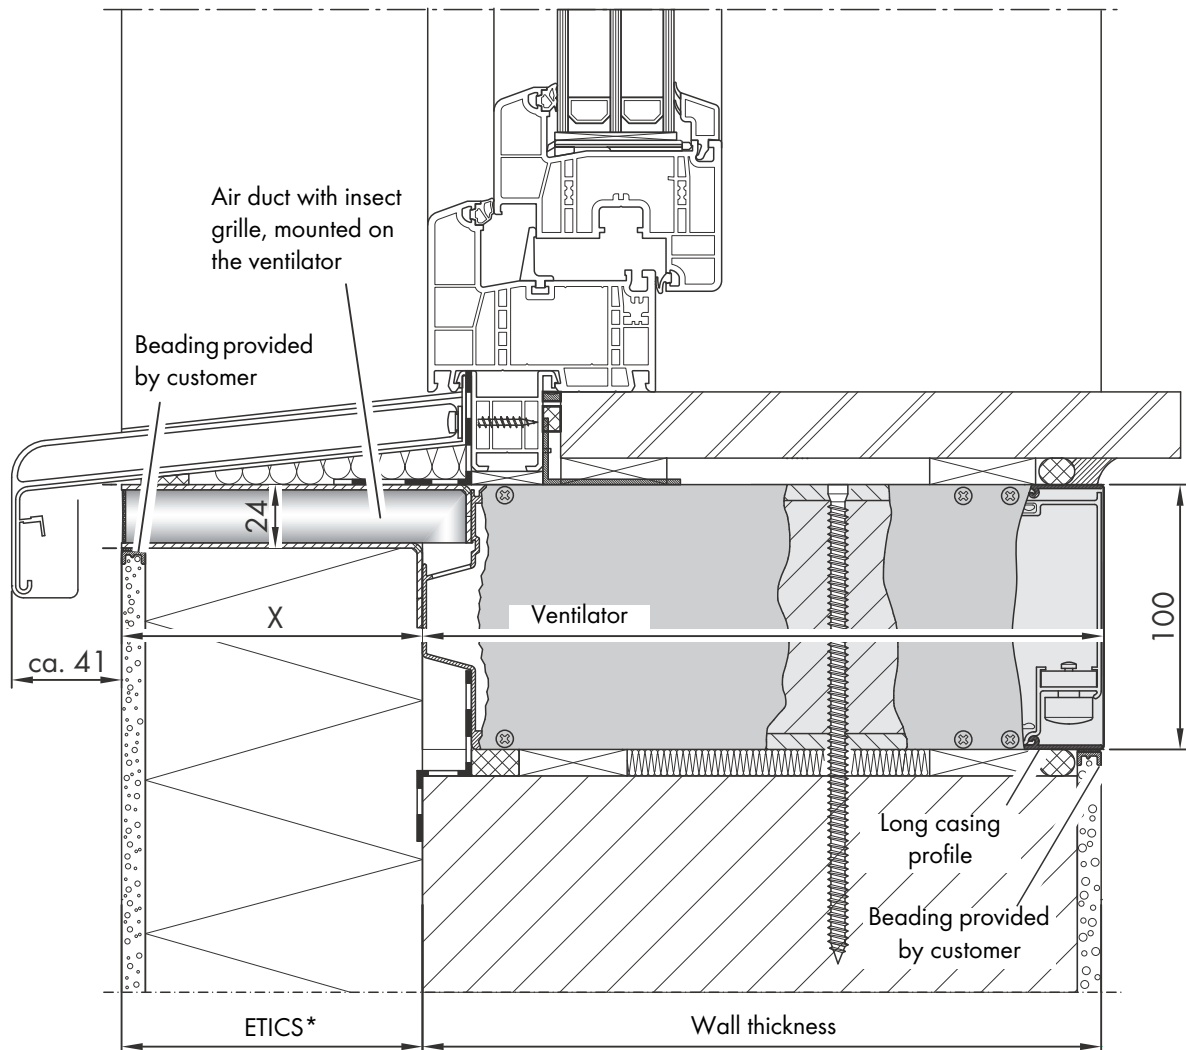 Air duct with insect
grille, mounted on
the ventilator
Beading provided
by customer
24
X
Ventilator
100
ca. 41
Long casing
profile
Beading provided
by customer
ETICS*
Wall thickness